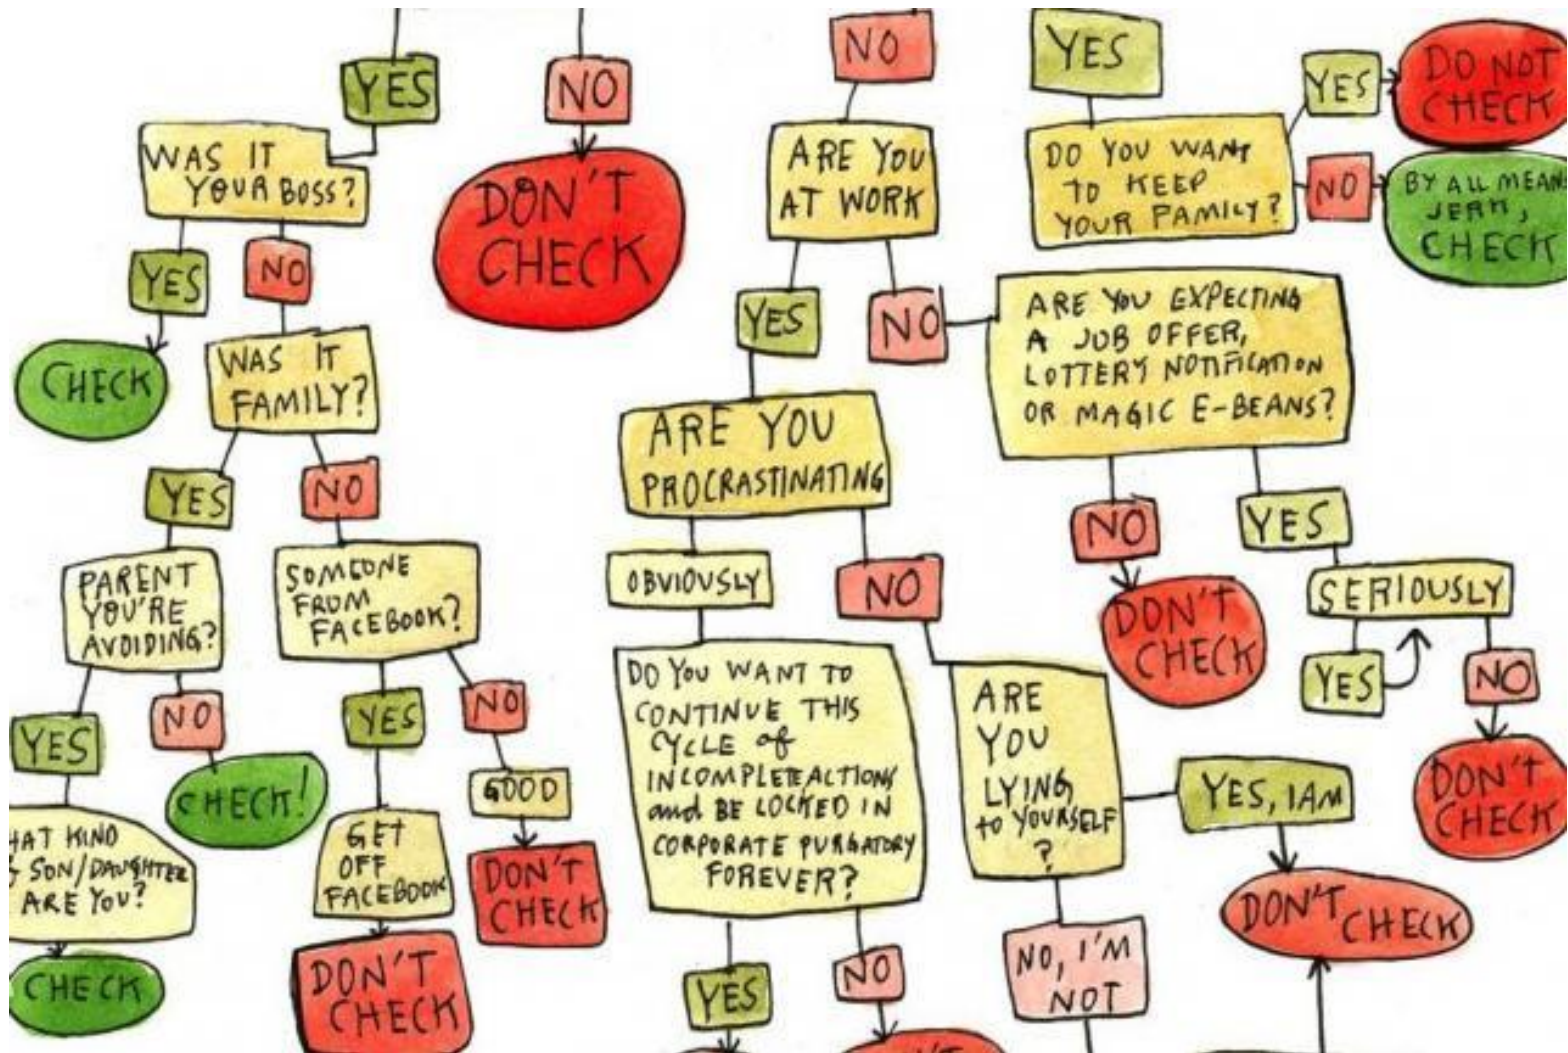 YES
NO
NO
YES
YES
DO NOT
CHECK
WAS IT
YOUR BOSS?
DON'T
CHECK
ARE YOU
AT WORK
DO YOU WANT
TO KEEP
YOUR FAMILY?
NO
BY ALL MEAN
JERK,
CHECK
YES
NO
YES
NO
ARE YOU EXPECTING
A JOB OFFER,
LOTTERY NOTIFICATION
OR MAGIC E-BEANS?
CHECK
WAS IT
FAMILY?
ARE YOU
PROCRASTINATING
YES
NO
NO
YES
PARENT
YOU'RE
AVOIDING?
SOMEONE
FROM
FACEBOOK?
OBVIOUSLY
NO
DON'T
CHECK
SERIOUSLY
YES
NO
YES
NO
YES
NO
DO YOU WANT TO
CONTINUE THIS
CYCLE of
INCOMPLETE ACTIONS
and BE LOCKED IN
CORPORATE PURGATORY
FOREVER?
ARE
YOU
LYING
to YOURSELF
?
YES, I AM
DON'T
CHECK
CHECK!
GOOD
GET
OFF
FACEBOOK
DON'T
CHECK
HAT KIND
SON/DAUGHTER
ARE YOU?
DON'T CHECK
CHECK
DON'T
CHECK
YES
NO
NO, I'M
NOT